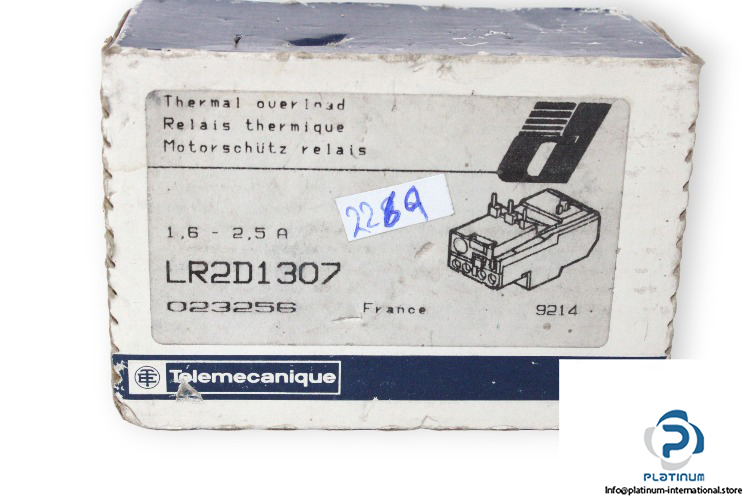 Thermal overload
Relais thermique
Motorschütz relais
2269
1,6 - 2,5 A
LR2D1307
023256 France 9214
Telemecanique
PLATINUM
Info@platinum-international.store